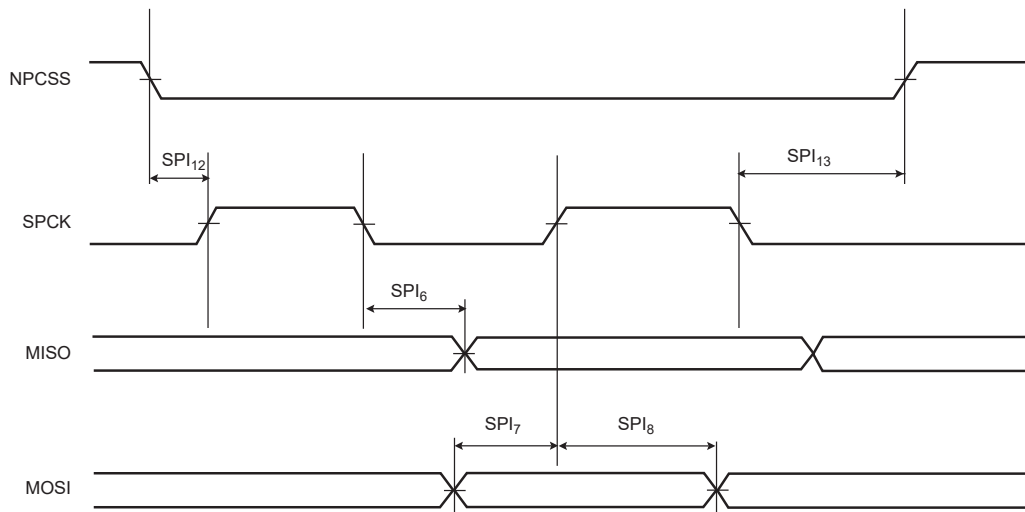 NPCSS
SPI₁₂
SPI₁₃
SPCK
SPI₆
MISO
SPI₇
SPI₈
MOSI